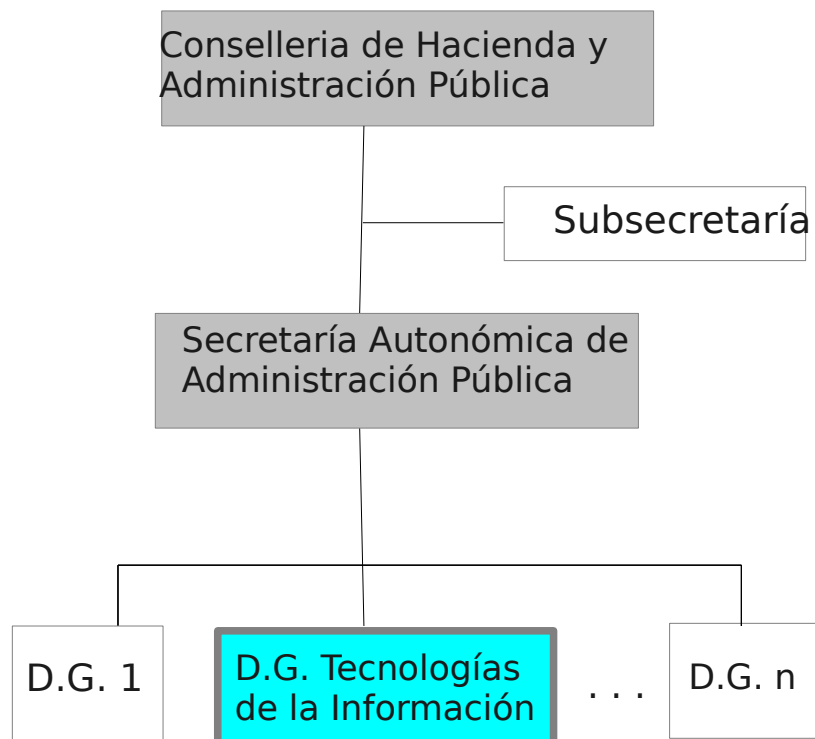 Conselleria de Hacienda y
Administración Pública
Subsecretaría
Secretaría Autonómica de
Administración Pública
D.G. 1
D.G. Tecnologías
de la Información
. . .
D.G. n